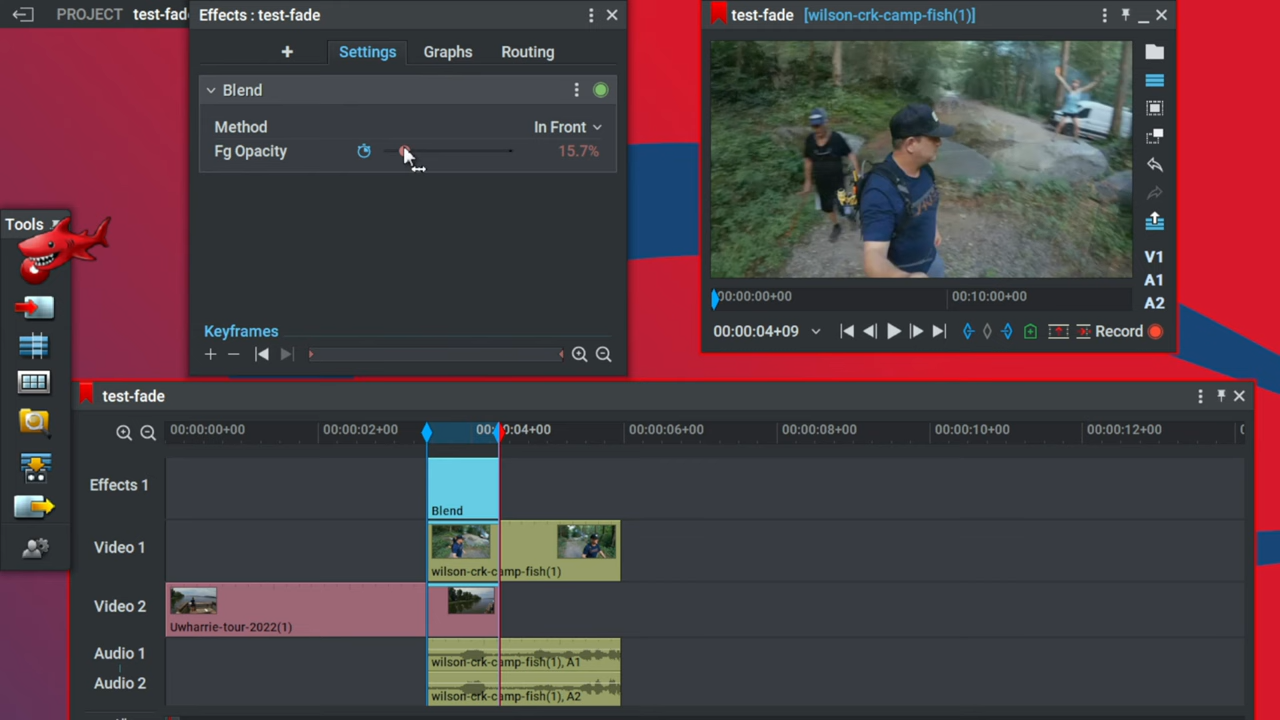 PROJECT test-fade
Effects : test-fade
+ Settings Graphs Routing
Blend
Method In Front
Fg Opacity 15.7%
Keyframes
test-fade [wilson-crk-camp-fish(1)]
00:00:00+00 00:10:00+00
00:00:04+09 Record
V1
A1
A2
Tools
test-fade
00:00:00+00 00:00:02+00 00:00:04+00 00:00:06+00 00:00:08+00 00:00:10+00 00:00:12+00
Effects 1
Blend
Video 1
wilson-crk-camp-fish(1)
Video 2
Uwharrie-tour-2022(1)
Audio 1
wilson-crk-camp-fish(1), A1
Audio 2
wilson-crk-camp-fish(1), A2